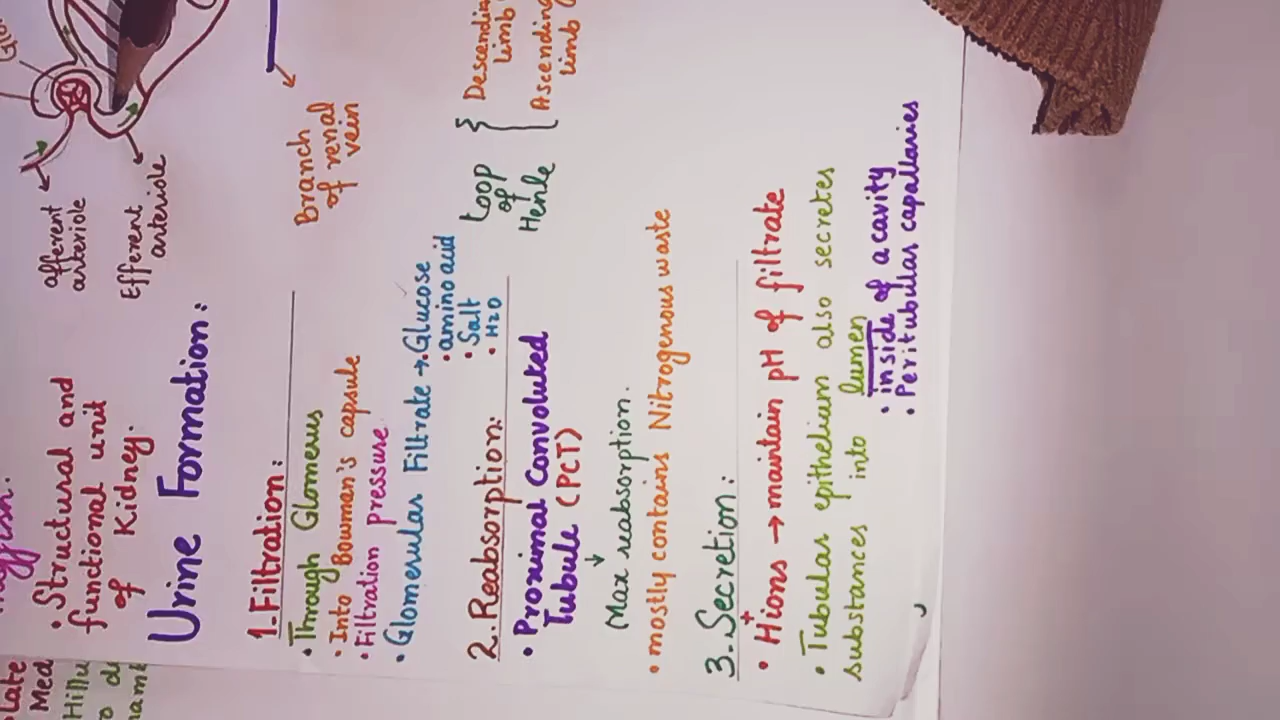 • Structural and
functional unit
of Kidney.
afferent
arteriole
Efferent
arteriole
Urine Formation:
Branch
of renal
vein
1. Filtration:
• Through Glomerus
• Into Bowman's capsule
• Filtration pressure
• Glomerular Filtrate → • Glucose
• amino acid
• Salt
• H2O
2. Reabsorption:
• Proximal Convoluted
Tubule (PCT)
Max reabsorption.
• mostly contains Nitrogenous waste
Loop
of
Henle
limb
Ascending
limb
3. Secretion:
• H+ions → maintain pH of filtrate
• Tubular epithelium also secretes
substances into lumen
• inside of a cavity
• Peritubular capallaries